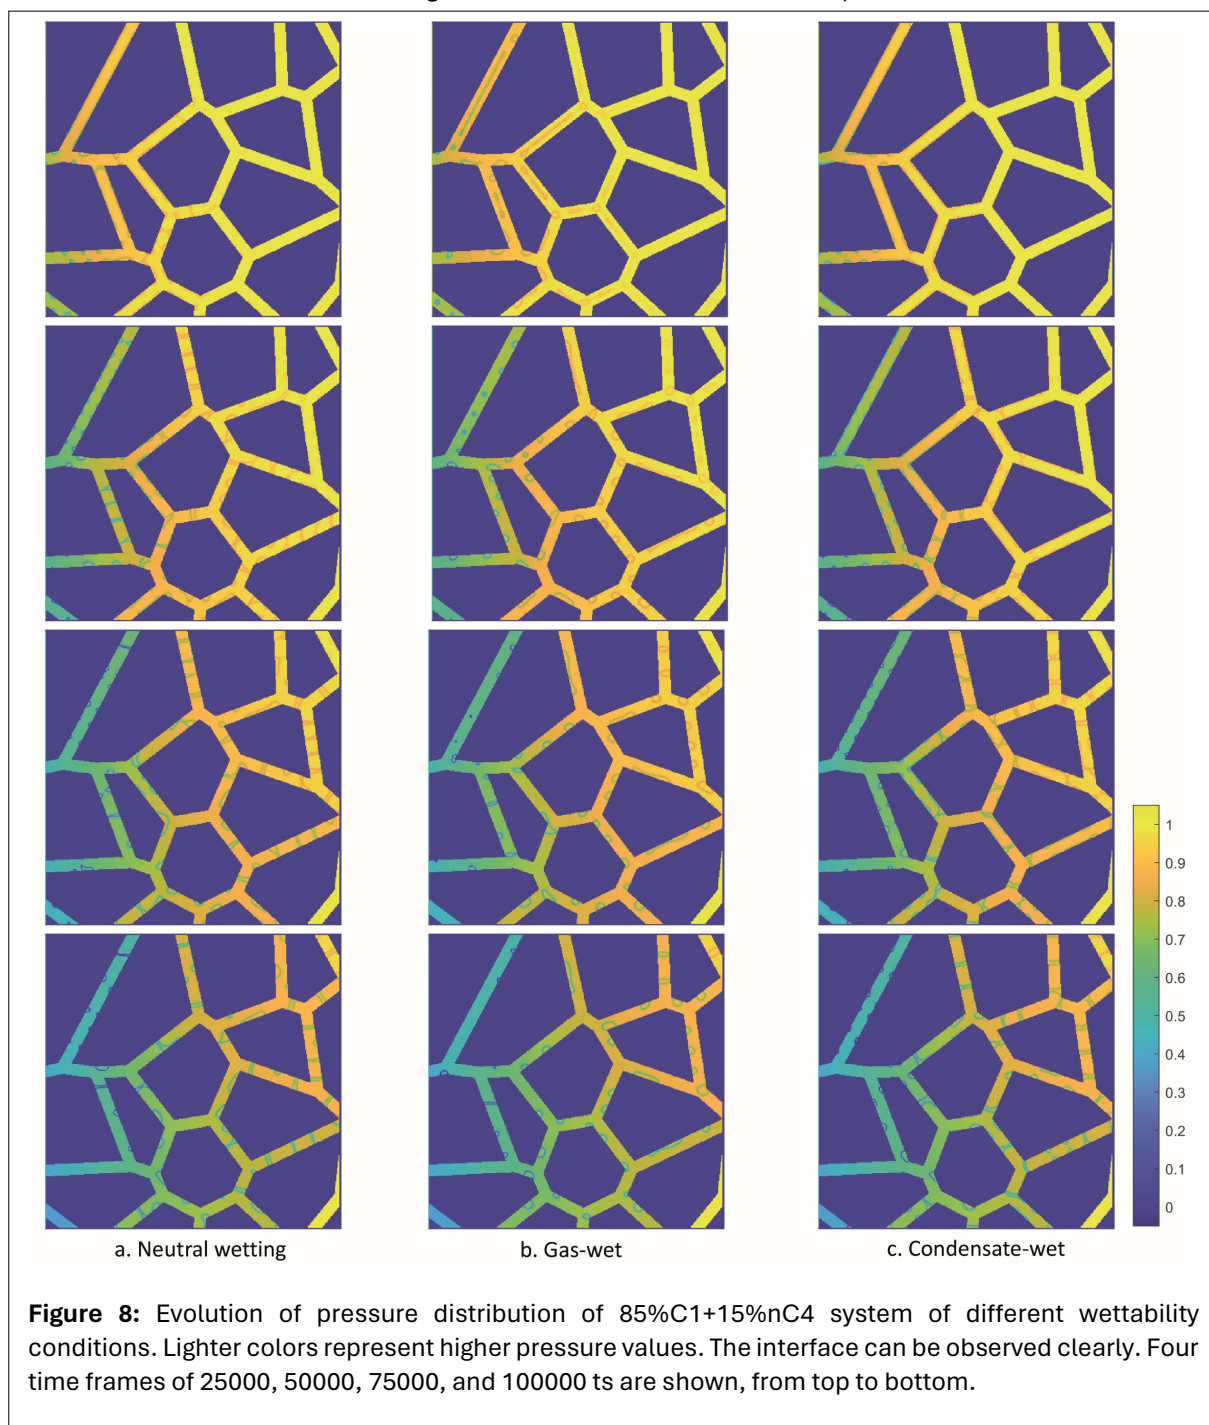 a. Neutral wetting
b. Gas-wet
c. Condensate-wet
1
0.9
0.8
0.7
0.6
0.5
0.4
0.3
0.2
0.1
0
Figure 8: Evolution of pressure distribution of 85%C1+15%nC4 system of different wettability
conditions. Lighter colors represent higher pressure values. The interface can be observed clearly. Four
time frames of 25000, 50000, 75000, and 100000 ts are shown, from top to bottom.